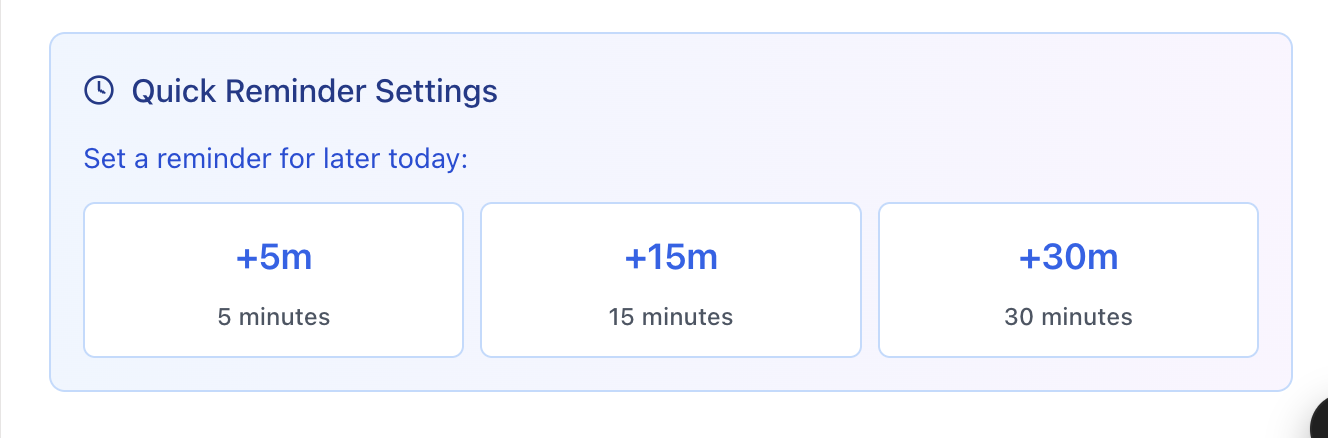 Quick Reminder Settings
Set a reminder for later today:
+5m
5 minutes
+15m
15 minutes
+30m
30 minutes